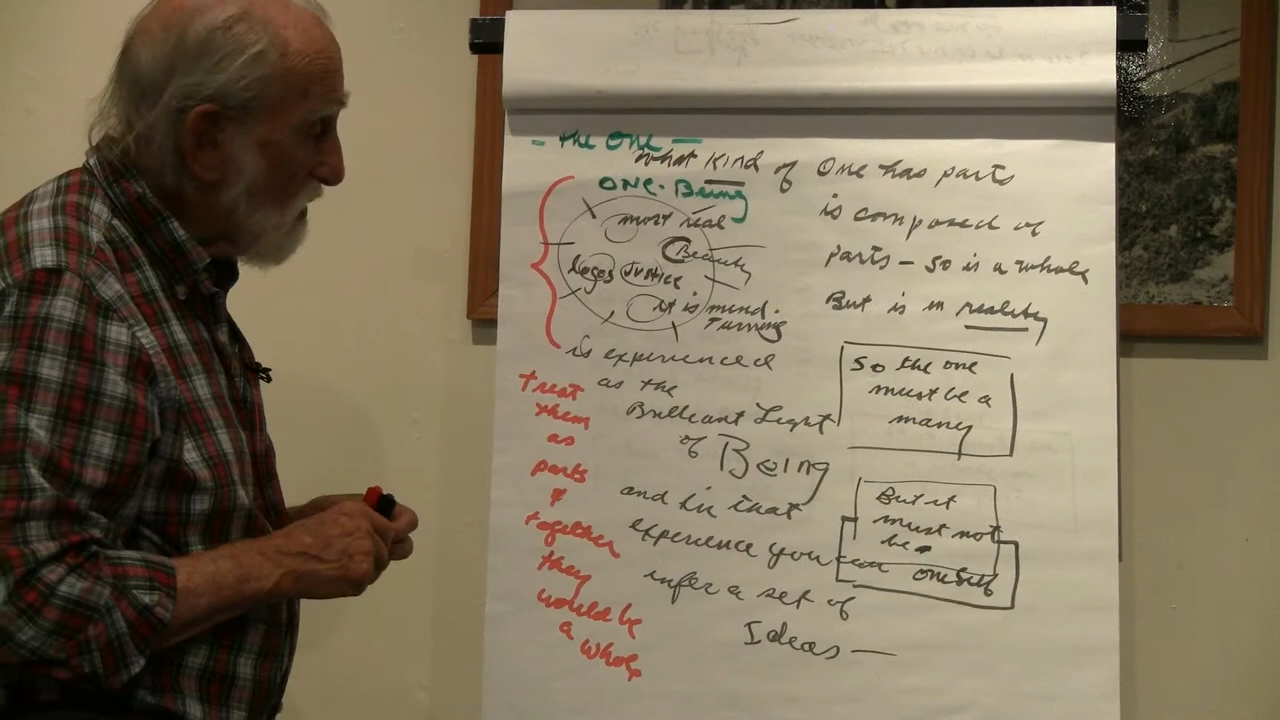 - the One -
What kind of One has parts
is composed of
parts - so is a whole
But is in reality
ONE. Being
most real
Beauty
Logos Justice
it is mind.
Turning
is experienced
as the
Brilliant Light
of Being
and in that
experience you can
infer a set of
Ideas -
treat
them
as
parts
&
together
they
would be
a whole
So the one
must be a
many
But it
must not
be
oneself